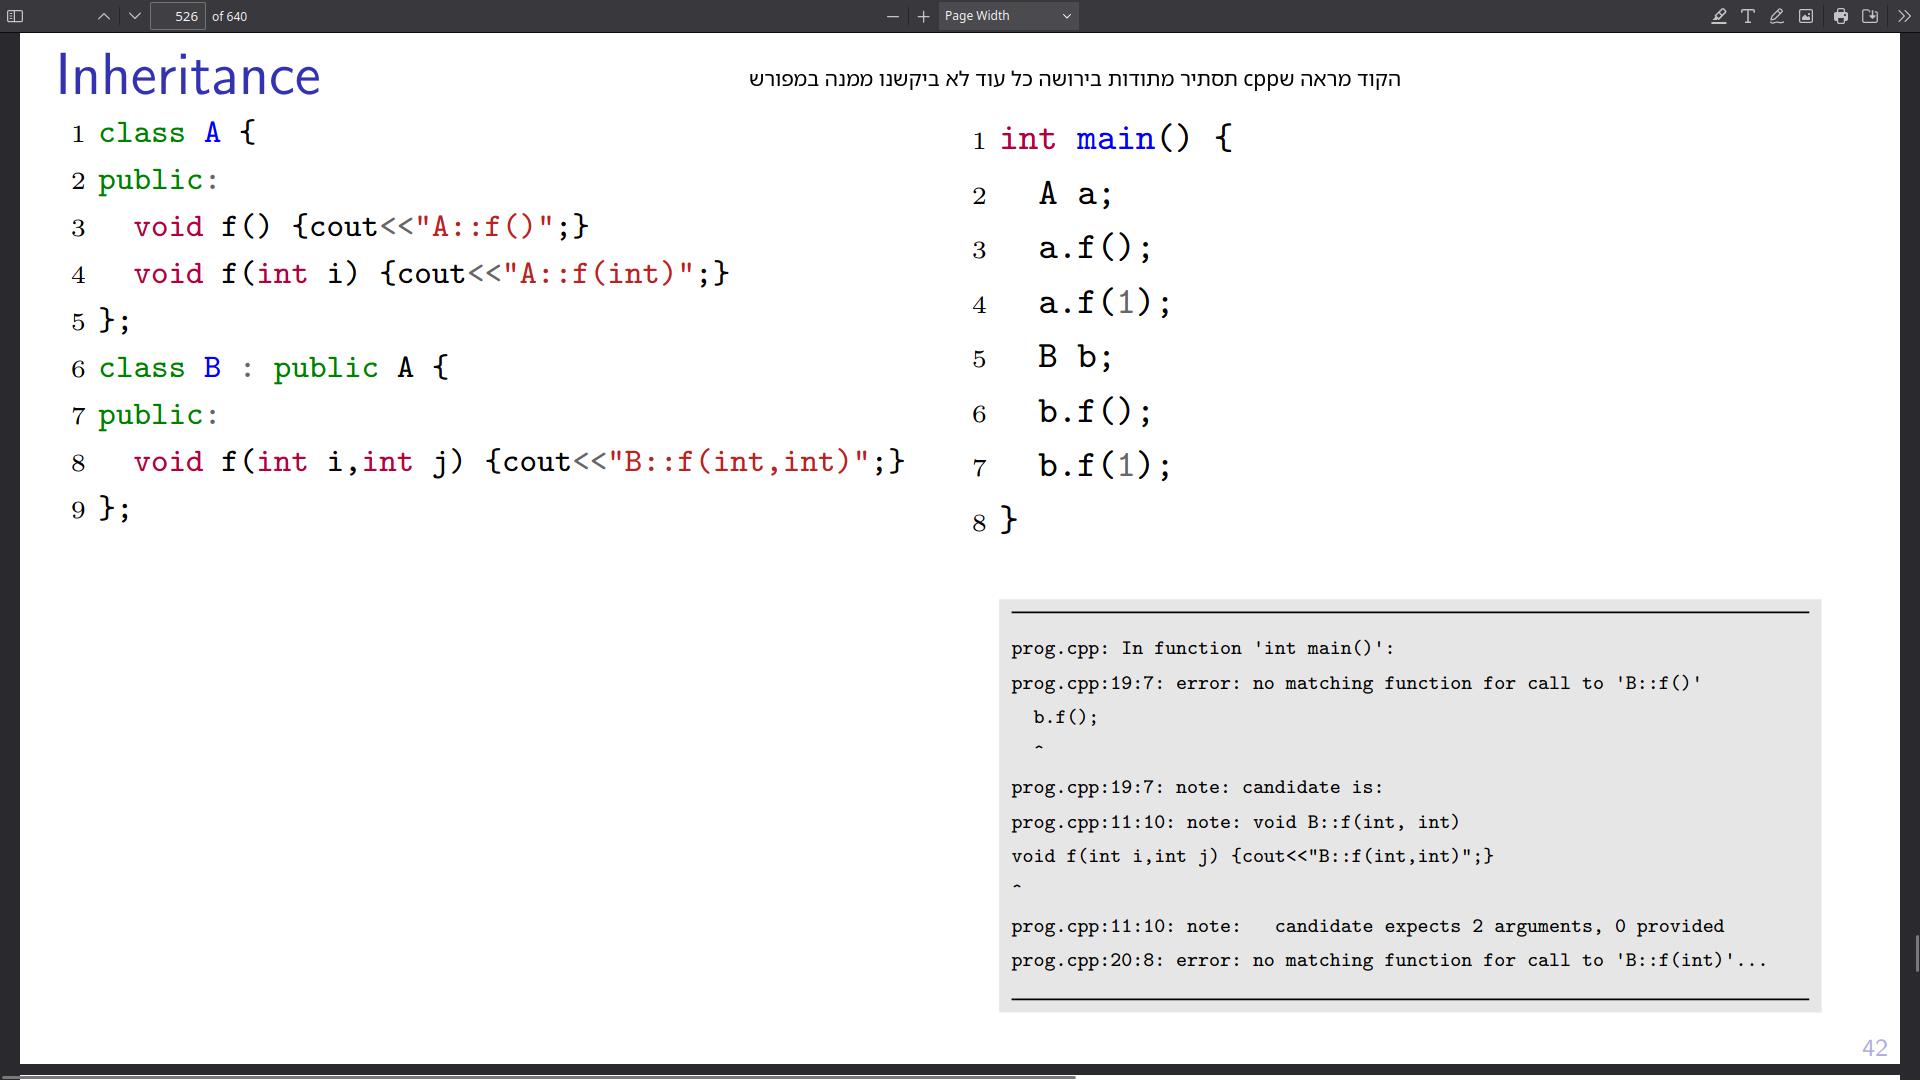 526 of 640
Page Width
Inheritance
הקוד מראה שcpp תסתיר מתודות בירושה כל עוד לא ביקשנו ממנה במפורש
1 class A {
2 public:
3 void f() {cout<<"A::f()";}
4 void f(int i) {cout<<"A::f(int)";}
5 };
6 class B : public A {
7 public:
8 void f(int i,int j) {cout<<"B::f(int,int)";}
9 };
1 int main() {
2 A a;
3 a.f();
4 a.f(1);
5 B b;
6 b.f();
7 b.f(1);
8 }
prog.cpp: In function 'int main()':
prog.cpp:19:7: error: no matching function for call to 'B::f()'
b.f();
^
prog.cpp:19:7: note: candidate is:
prog.cpp:11:10: note: void B::f(int, int)
void f(int i,int j) {cout<<"B::f(int,int)";}
^
prog.cpp:11:10: note:   candidate expects 2 arguments, 0 provided
prog.cpp:20:8: error: no matching function for call to 'B::f(int)'...
42